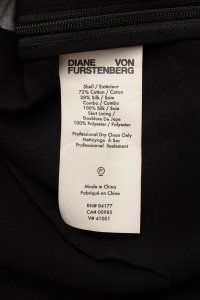 DIANE VON
FURSTENBERG
Shell / Extérieur
72% Cotton / Coton
28% Silk / Soie
Combo / Combo
100% Silk / Soie
Skirt Lining /
Doublure De Jupe
100% Polyester / Polyester
Professional Dry Clean Only
Nettoyage À Sec
Professionel Seulement
P
Made in China
Fabriqué en Chine
RN# 84177
CA# 00985
V# 41001